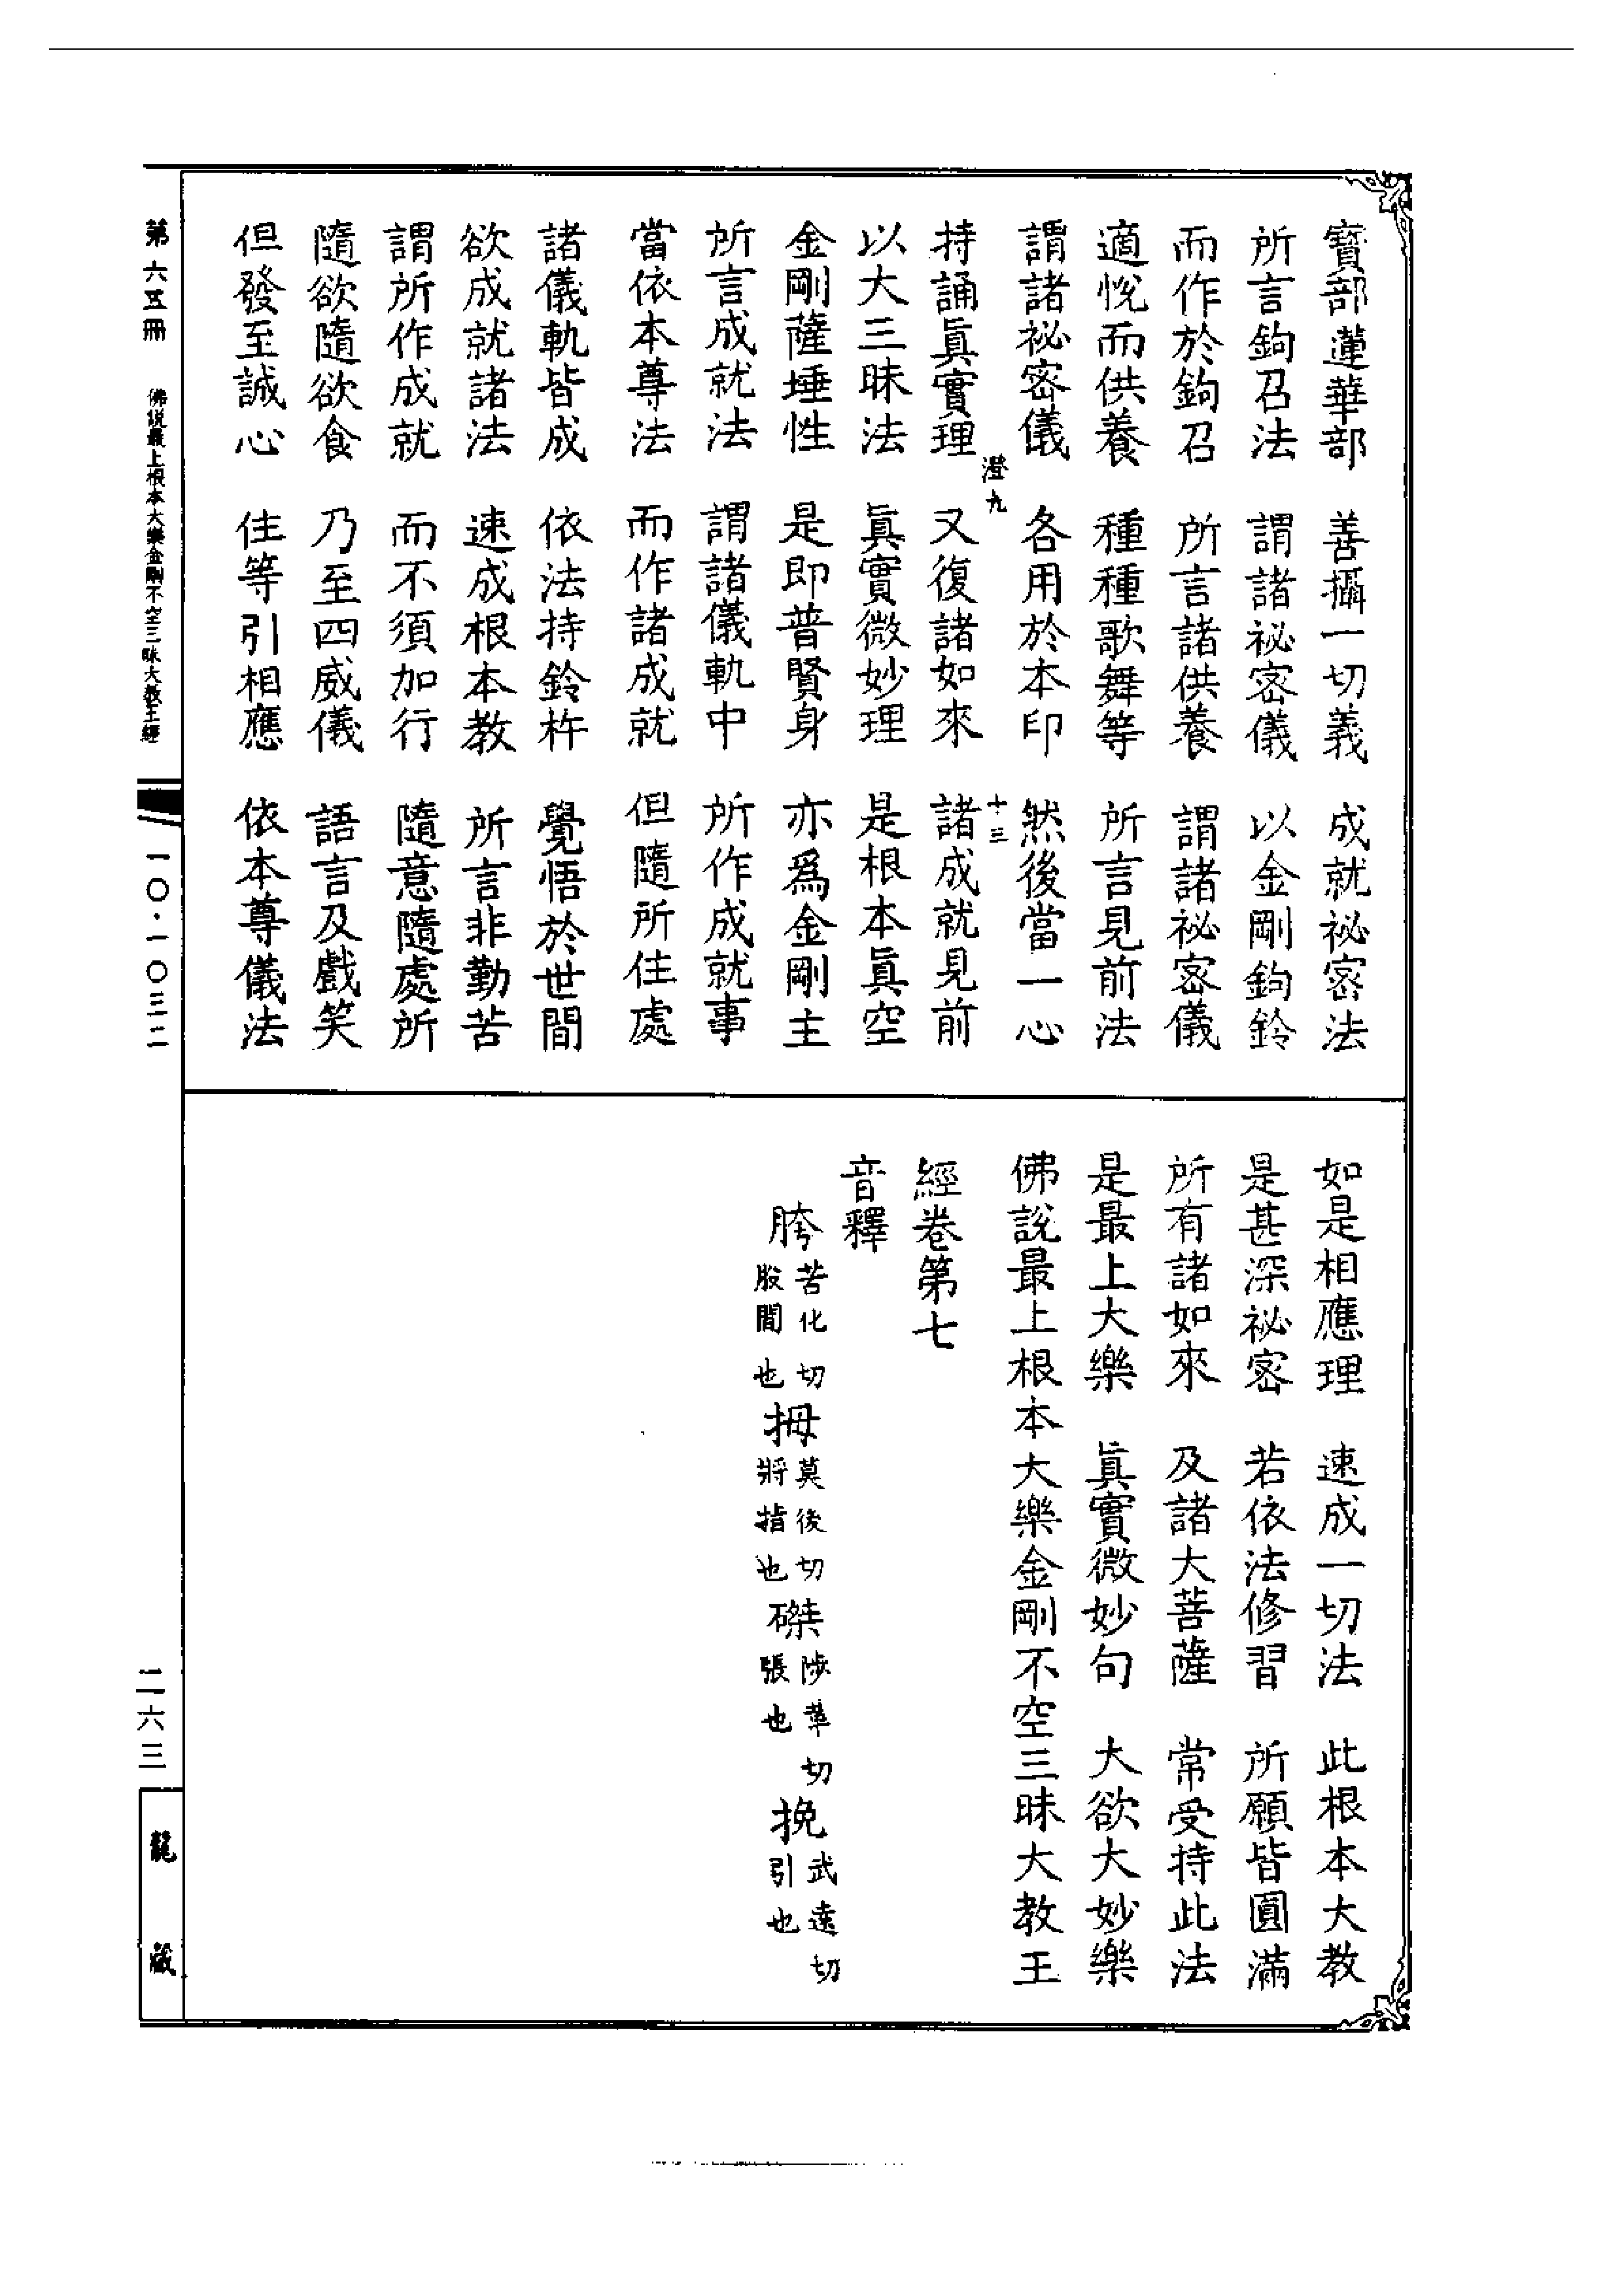 寶部蓮華部　善攝一切義　成就祕密法
所言鉤召法　謂諸祕密儀　以金剛鉤鈴
而作於鉤召　所言諸供養　謂諸祕密儀
適悅而供養　種種歌舞等　所言見前法
謂諸祕密儀　各用於本印　然後當一心
澄九　十三
持誦眞實理　又復諸如來　諸成就見前
以大三昧法　眞實微妙理　是根本眞空
金剛薩埵性　是即普賢身　亦爲金剛主
所言成就法　謂諸儀軌中　所作成就事
當依本尊法　而作諸成就　但隨所住處
諸儀軌皆成　依法持鈴杵　覺悟於世間
欲成就諸法　速成根本教　所言非勤苦
謂所作成就　而不須加行　隨意隨處所
隨欲隨欲食　乃至四威儀　語言及戲笑
但發至誠心　住等引相應　依本尊儀法
如是相應理　速成一切法　此根本大教
是甚深祕密　若依法修習　所願皆圓滿
所有諸如來　及諸大菩薩　常受持此法
是最上大樂　眞實微妙句　大欲大妙樂
佛說最上根本大樂金剛不空三昧大教王
經卷第七
音釋
胯苦化切股間也拇莫後切將指也磔陟革切張也挽武遠切引也
第六五冊　佛說最上根本大樂金剛不空三昧大教王經　一〇·一〇三二
二六三
龍藏